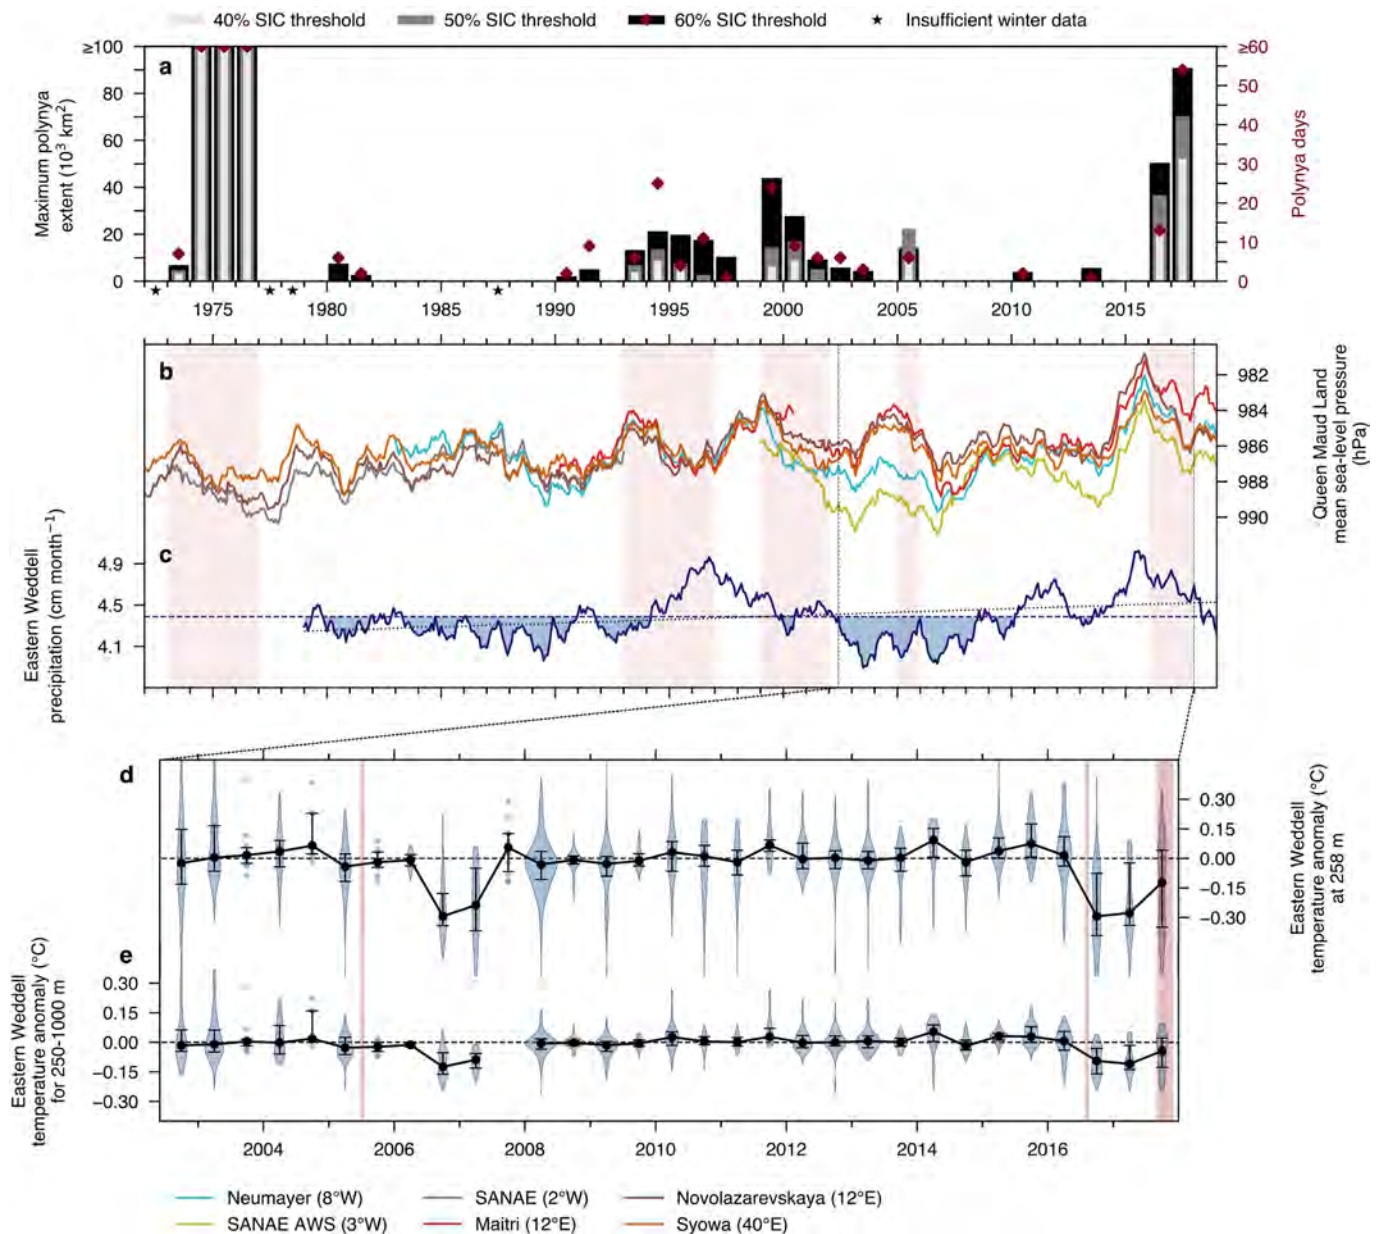 40% SIC threshold 50% SIC threshold 60% SIC threshold ★ Insufficient winter data
a
Maximum polynya
extent (10³ km²)
≥100
80
60
40
20
0
≥60
50
40
30
20
10
0
Polynya days
1975 1980 1985 1990 1995 2000 2005 2010 2015
b
982
984
986
988
990
Queen Maud Land
mean sea-level pressure
(hPa)
c
Eastern Weddell
precipitation (cm month⁻¹)
4.9
4.5
4.1
d
0.30
0.15
0.00
−0.15
−0.30
Eastern Weddell
temperature anomaly (°C)
at 258 m
e
Eastern Weddell
temperature anomaly (°C)
for 250-1000 m
0.30
0.15
0.00
−0.15
−0.30
2004 2006 2008 2010 2012 2014 2016
Neumayer (8°W) SANAE (2°W) Novolazarevskaya (12°E)
SANAE AWS (3°W) Maitri (12°E) Syowa (40°E)